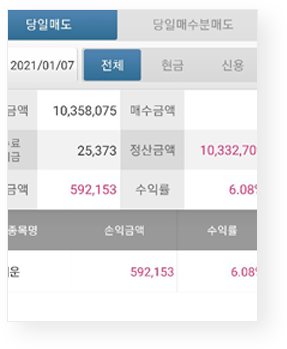 당일매도 당일매수분매도
2021/01/07 전체 현금 신용
금액 10,358,075 매수금액
25,373 정산금액 10,332,70
금액 592,153 수익률 6.08%
종목명 손익금액 수익률
592,153 6.08%